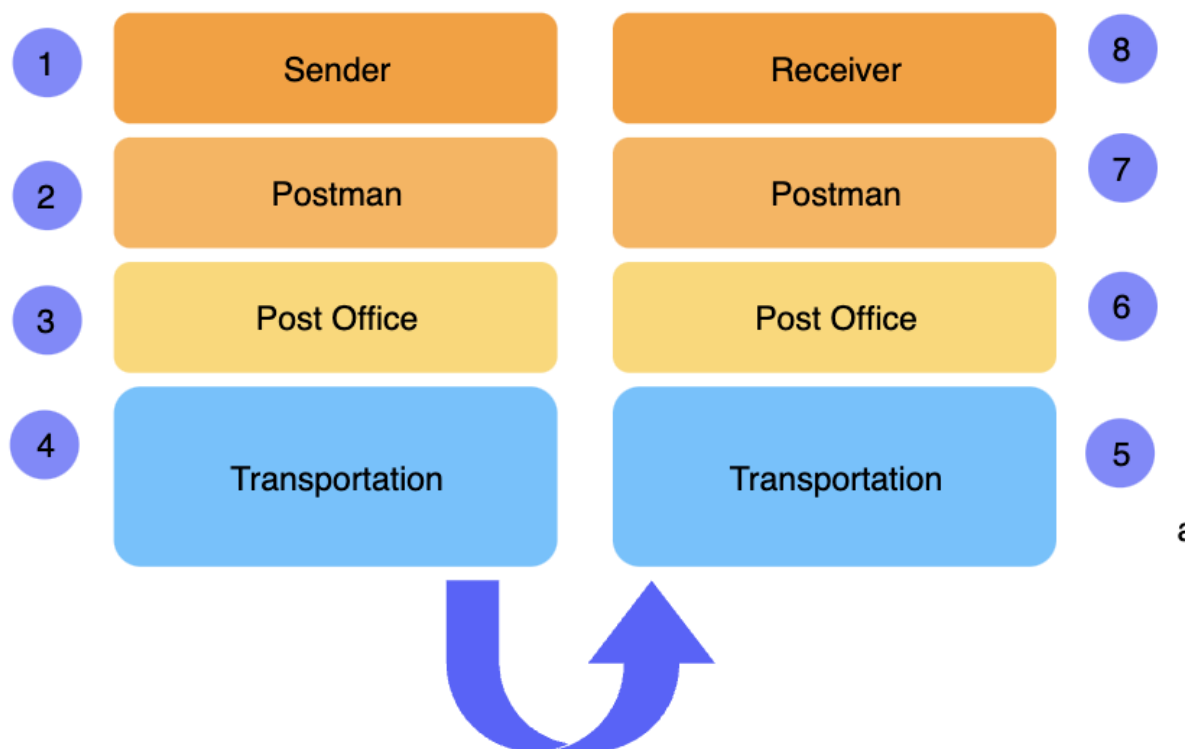 1
Sender
Receiver
8
2
Postman
Postman
7
3
Post Office
Post Office
6
4
Transportation
Transportation
5
a